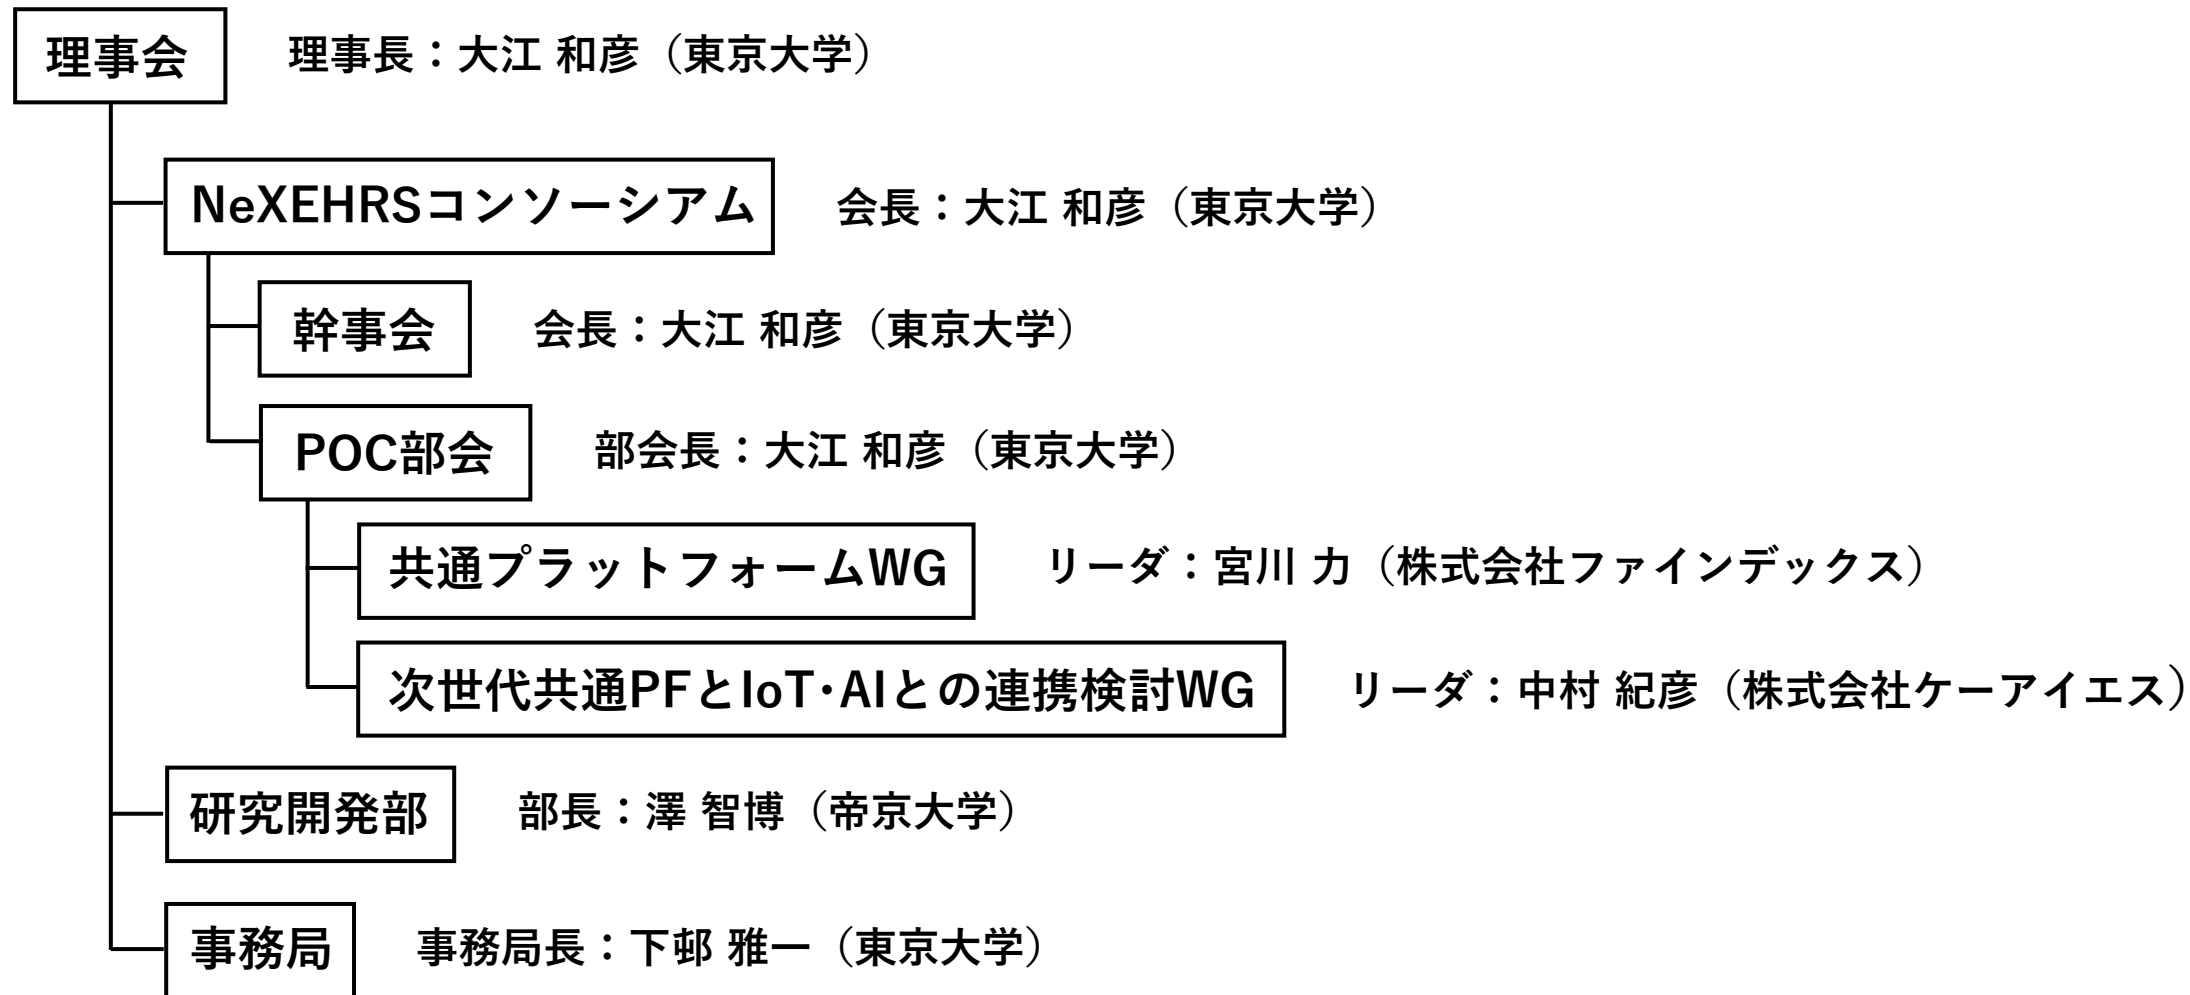 理事会 理事長：大江 和彦（東京大学）
NeXEHRSコンソーシアム 会長：大江 和彦（東京大学）
幹事会 会長：大江 和彦（東京大学）
POC部会 部会長：大江 和彦（東京大学）
共通プラットフォームWG リーダ：宮川 力（株式会社ファインデックス）
次世代共通PFとIoT･AIとの連携検討WG リーダ：中村 紀彦（株式会社ケーアイエス）
研究開発部 部長：澤 智博（帝京大学）
事務局 事務局長：下邨 雅一（東京大学）